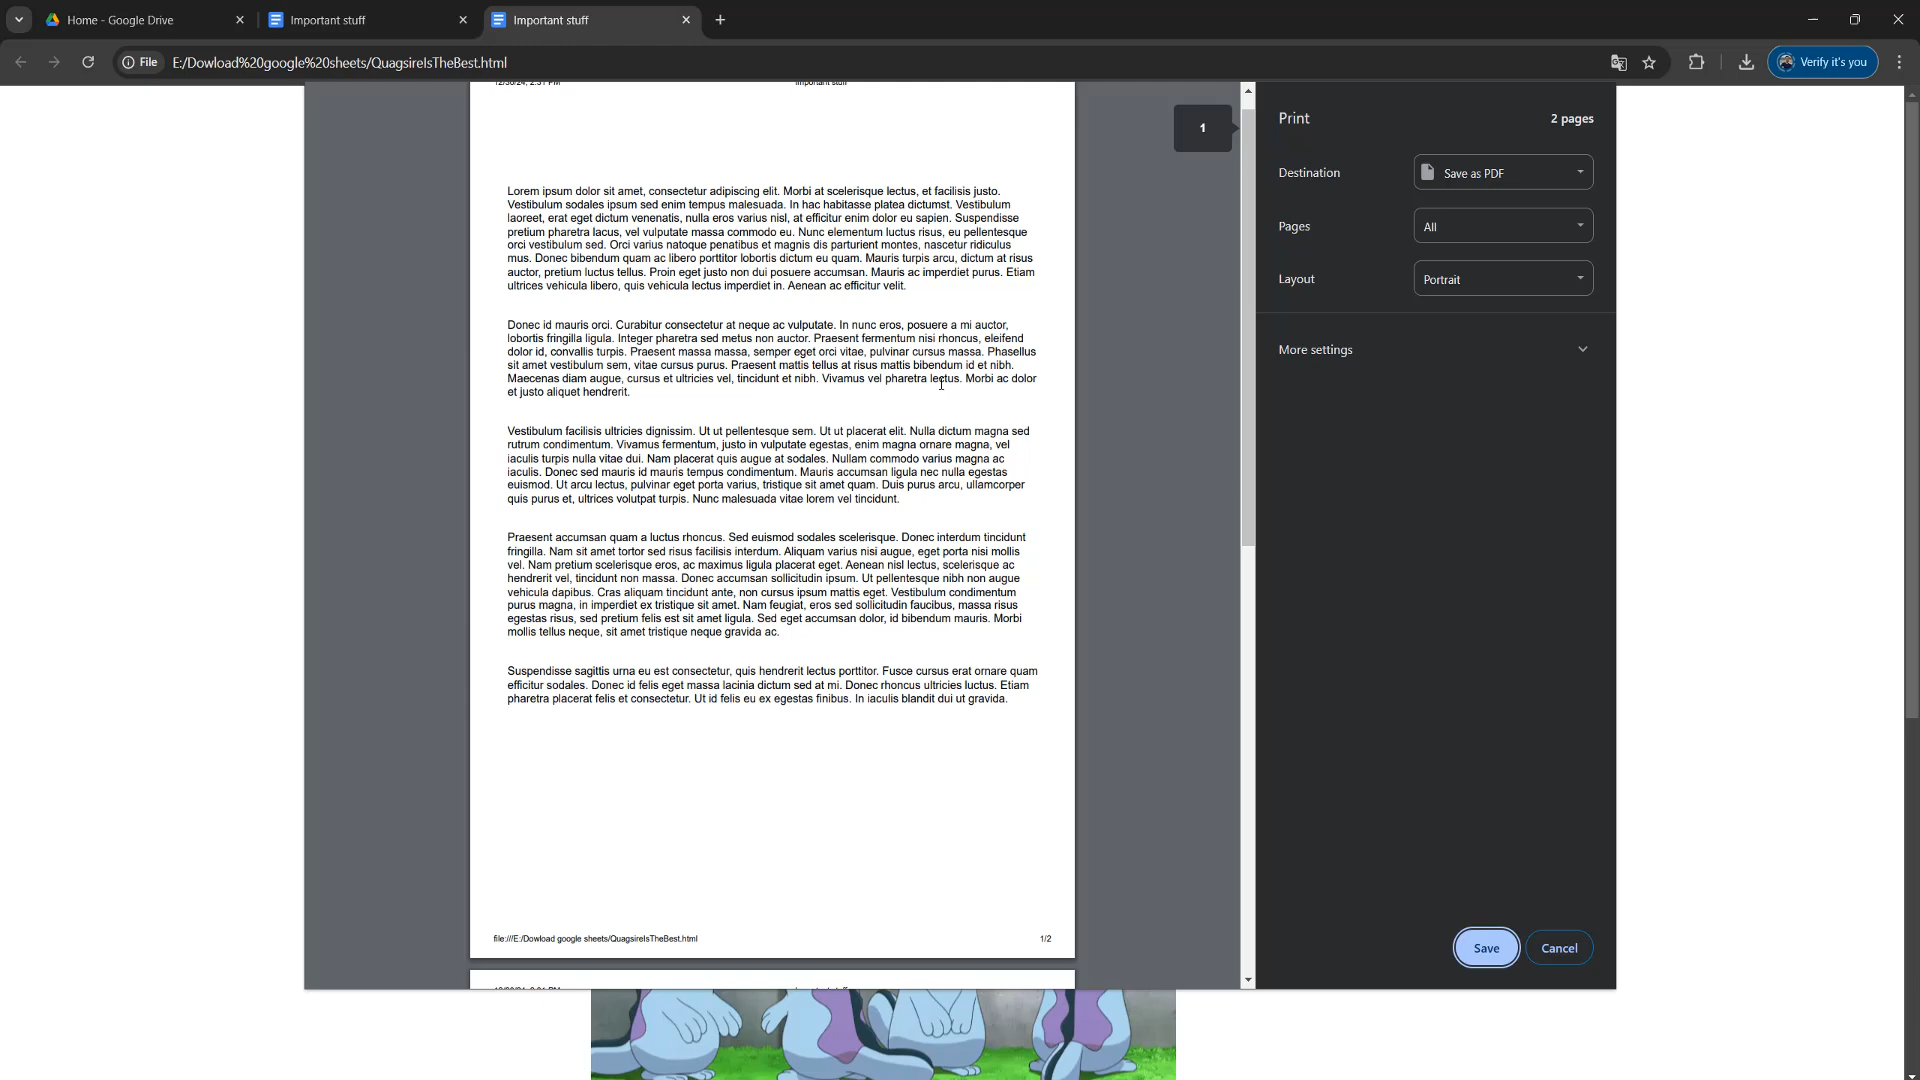 Home - Google Drive
Important stuff
Important stuff
File
E:/Dowload%20google%20sheets/QuagsireIsTheBest.html
Verify it's you
12/30/24, 2:31 PM
Important stuff
1
Lorem ipsum dolor sit amet, consectetur adipiscing elit. Morbi at scelerisque lectus, et facilisis justo.
Vestibulum sodales ipsum sed enim tempus malesuada. In hac habitasse platea dictumst. Vestibulum
laoreet, erat eget dictum venenatis, nulla eros varius nisl, at efficitur enim dolor eu sapien. Suspendisse
pretium pharetra lacus, vel vulputate massa commodo eu. Nunc elementum luctus risus, eu pellentesque
orci vestibulum sed. Orci varius natoque penatibus et magnis dis parturient montes, nascetur ridiculus
mus. Donec bibendum quam ac libero porttitor lobortis dictum eu quam. Mauris turpis arcu, dictum at risus
auctor, pretium luctus tellus. Proin eget justo non dui posuere accumsan. Mauris ac imperdiet purus. Etiam
ultrices vehicula libero, quis vehicula lectus imperdiet in. Aenean ac efficitur velit.
Donec id mauris orci. Curabitur consectetur at neque ac vulputate. In nunc eros, posuere a mi auctor,
lobortis fringilla ligula. Integer pharetra sed metus non auctor. Praesent fermentum nisi rhoncus, eleifend
dolor id, convallis turpis. Praesent massa massa, semper eget orci vitae, pulvinar cursus massa. Phasellus
sit amet vestibulum sem, vitae cursus purus. Praesent mattis tellus at risus mattis bibendum id et nibh.
Maecenas diam augue, cursus et ultricies vel, tincidunt et nibh. Vivamus vel pharetra lectus. Morbi ac dolor
et justo aliquet hendrerit.
Vestibulum facilisis ultricies dignissim. Ut ut pellentesque sem. Ut ut placerat elit. Nulla dictum magna sed
rutrum condimentum. Vivamus fermentum, justo in vulputate egestas, enim magna ornare magna, vel
iaculis turpis nulla vitae dui. Nam placerat quis augue at sodales. Nullam commodo varius magna ac
iaculis. Donec sed mauris id mauris tempus condimentum. Mauris accumsan ligula nec nulla egestas
euismod. Ut arcu lectus, pulvinar eget porta varius, tristique sit amet quam. Duis purus arcu, ullamcorper
quis purus et, ultrices volutpat turpis. Nunc malesuada vitae lorem vel tincidunt.
Praesent accumsan quam a luctus rhoncus. Sed euismod sodales scelerisque. Donec interdum tincidunt
fringilla. Nam sit amet tortor sed risus facilisis interdum. Aliquam varius nisi augue, eget porta nisi mollis
vel. Nam pretium scelerisque eros, ac maximus ligula placerat eget. Aenean nisl lectus, scelerisque ac
hendrerit vel, tincidunt non massa. Donec accumsan sollicitudin ipsum. Ut pellentesque nibh non augue
vehicula dapibus. Cras aliquam tincidunt ante, non cursus ipsum mattis eget. Vestibulum condimentum
purus magna, in imperdiet ex tristique sit amet. Nam feugiat, eros sed sollicitudin faucibus, massa risus
egestas risus, sed pretium felis est sit amet ligula. Sed eget accumsan dolor, id bibendum mauris. Morbi
mollis tellus neque, sit amet tristique neque gravida ac.
Suspendisse sagittis urna eu est consectetur, quis hendrerit lectus porttitor. Fusce cursus erat ornare quam
efficitur sodales. Donec id felis eget massa lacinia dictum sed at mi. Donec rhoncus ultricies luctus. Etiam
pharetra placerat felis et consectetur. Ut id felis eu ex egestas finibus. In iaculis blandit dui ut gravida.
file:///E:/Dowload google sheets/QuagsireIsTheBest.html
1/2
Print
2 pages
Destination
Save as PDF
Pages
All
Layout
Portrait
More settings
Save
Cancel